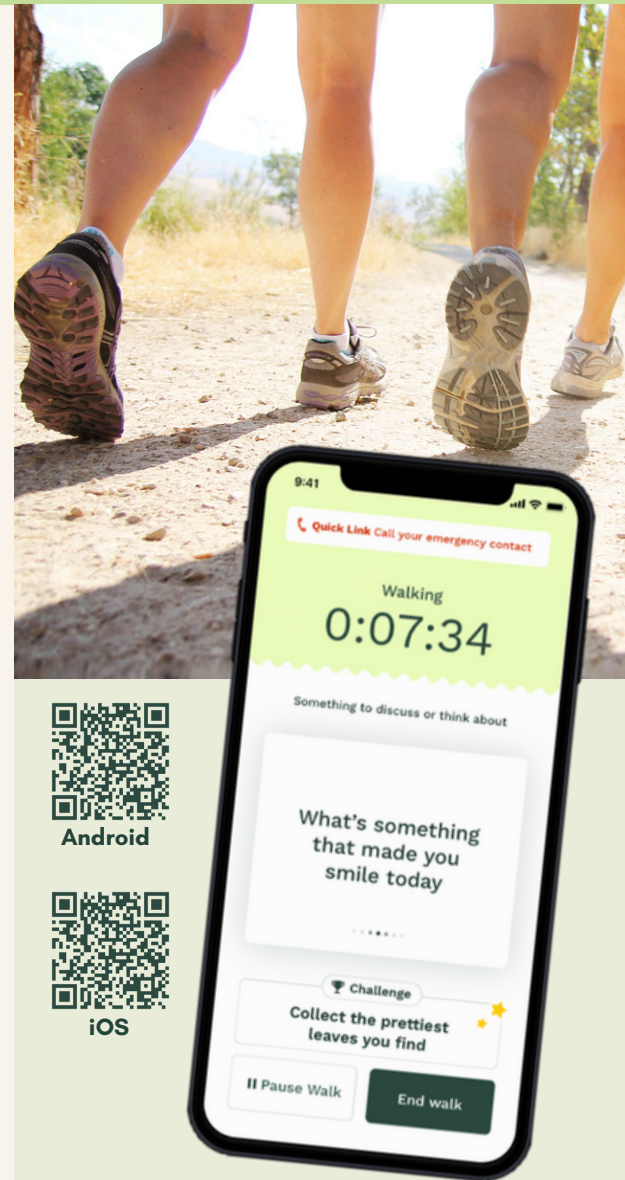 9:41
Quick Link Call your emergency contact
Walking
0:07:34
Something to discuss or think about
What's something
that made you
smile today
Challenge
Collect the prettiest
leaves you find
Pause Walk
End walk
Android
iOS